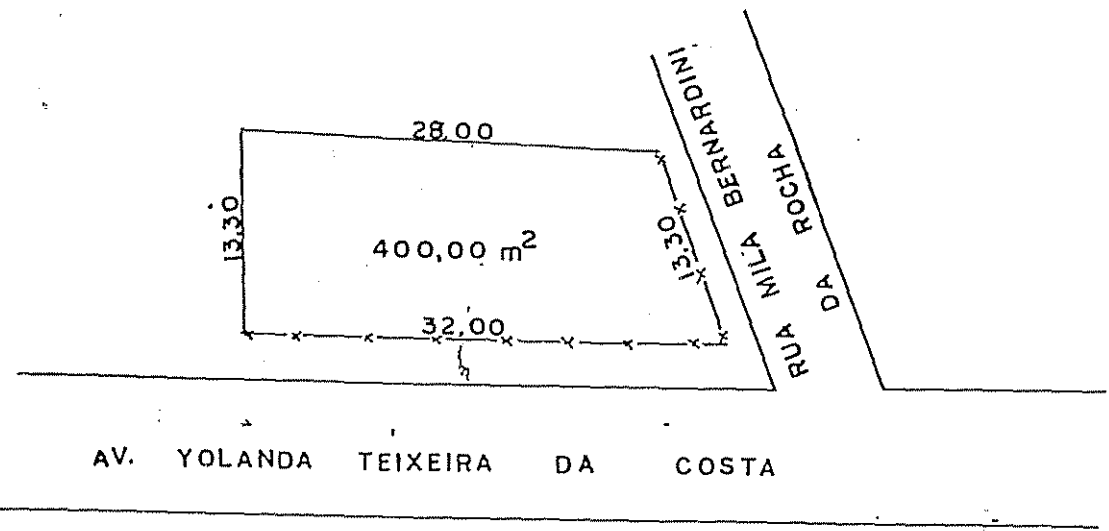 28,00
13,30
400,00 m²
13,30
32,00
RUA MILA BERNARDINI
DA ROCHA
AV. YOLANDA TEIXEIRA DA COSTA